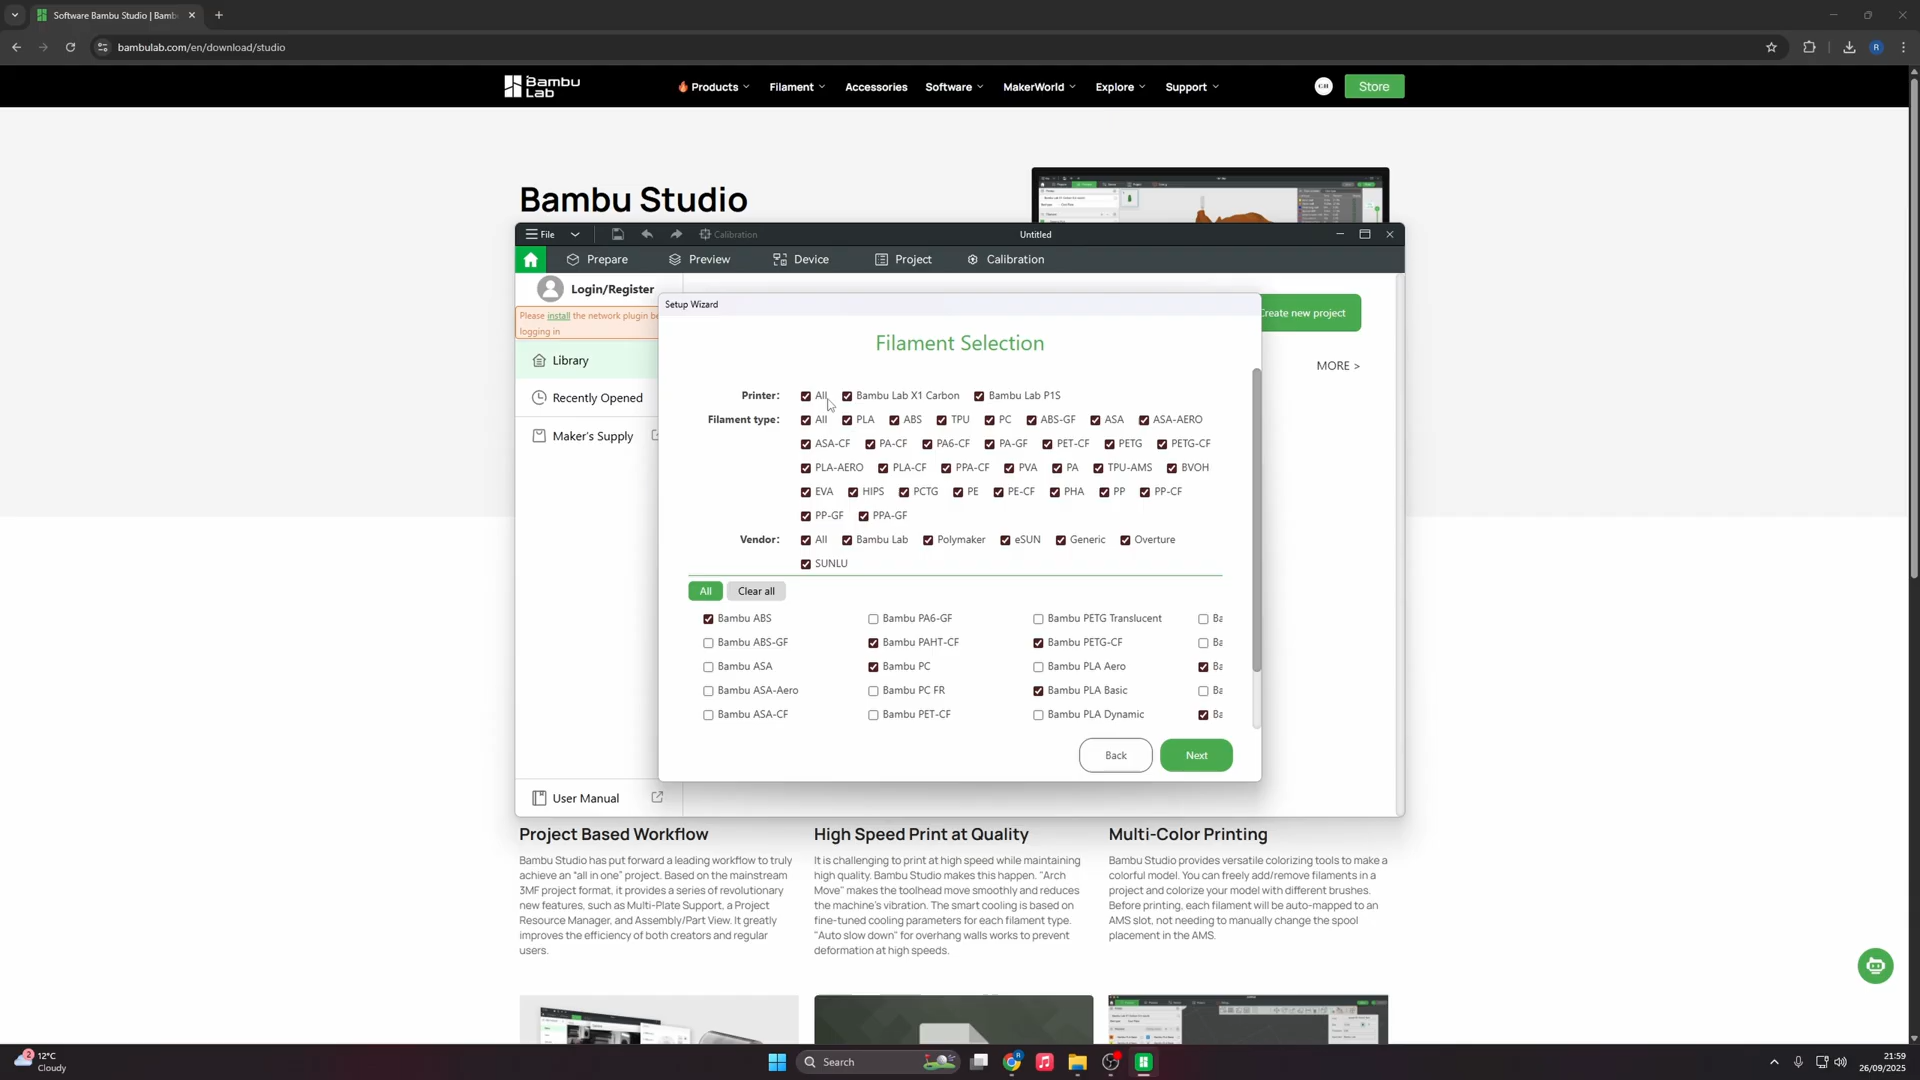 Software Bambu Studio | Bamb
bambulab.com/en/download/studio
R
Bambu Lab
Products
Filament
Accessories
Software
MakerWorld
Explore
Support
Store
Bambu Studio
File
Calibration
Untitled
Prepare
Preview
Device
Project
Calibration
Login/Register
Please install the network plugin be
logging in
Library
Recently Opened
Maker's Supply
User Manual
Create new project
MORE >
Setup Wizard
Filament Selection
Printer: All Bambu Lab X1 Carbon Bambu Lab P1S
Filament type: All PLA ABS TPU PC ABS-GF ASA ASA-AERO
ASA-CF PA-CF PA6-CF PA-GF PET-CF PETG PETG-CF
PLA-AERO PLA-CF PPA-CF PVA PA TPU-AMS BVOH
EVA HIPS PCTG PE PE-CF PHA PP PP-CF
PP-GF PPA-GF
Vendor: All Bambu Lab Polymaker eSUN Generic Overture
SUNLU
All Clear all
Bambu ABS Bambu PA6-GF Bambu PETG Translucent Ba
Bambu ABS-GF Bambu PAHT-CF Bambu PETG-CF Ba
Bambu ASA Bambu PC Bambu PLA Aero Ba
Bambu ASA-Aero Bambu PC FR Bambu PLA Basic Ba
Bambu ASA-CF Bambu PET-CF Bambu PLA Dynamic Ba
Back Next
Project Based Workflow
Bambu Studio has put forward a leading workflow to truly
achieve an "all in one" project. Based on the mainstream
3MF project format, it provides a series of revolutionary
new features, such as Multi-Plate Support, a Project
Resource Manager, and Assembly/Part View. It greatly
improves the efficiency of both creators and regular
users.
High Speed Print at Quality
It is challenging to print at high speed while maintaining
high quality. Bambu Studio makes this happen. "Arch
Move" makes the toolhead move smoothly and reduces
the machine's vibration. The smart cooling is based on
fine-tuned cooling parameters for each filament type.
"Auto slow down" for overhang walls works to prevent
deformation at high speeds.
Multi-Color Printing
Bambu Studio provides versatile colorizing tools to make a
colorful model. You can freely add/remove filaments in a
project and colorize your model with different brushes.
Before printing, each filament will be auto-mapped to an
AMS slot, not needing to manually change the spool
placement in the AMS.
2
12°C
Cloudy
Search
21:59
26/09/2025